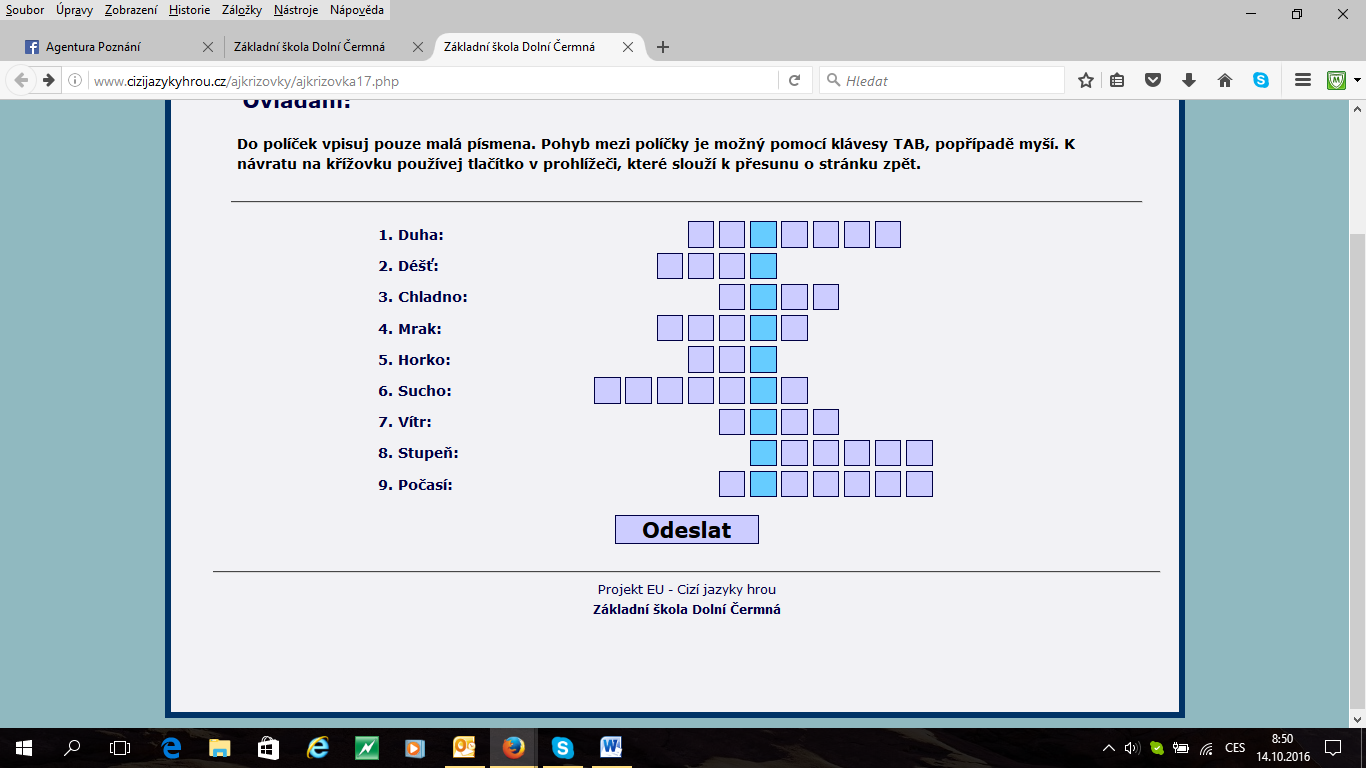 Soubor Úpravy Zobrazení Historie Záložky Nástroje Nápověda
Agentura Poznání
Základní škola Dolní Čermná
Základní škola Dolní Čermná
www.cizijazykyhrou.cz/ajkrizovky/ajkrizovka17.php
Hledat
Ovládání:
Do políček vpisuj pouze malá písmena. Pohyb mezi políčky je možný pomocí klávesy TAB, popřípadě myší. K
návratu na křížovku používej tlačítko v prohlížeči, které slouží k přesunu o stránku zpět.
1. Duha:
2. Déšť:
3. Chladno:
4. Mrak:
5. Horko:
6. Sucho:
7. Vítr:
8. Stupeň:
9. Počasí:
Odeslat
Projekt EU - Cizí jazyky hrou
Základní škola Dolní Čermná
CES
8:50
14.10.2016